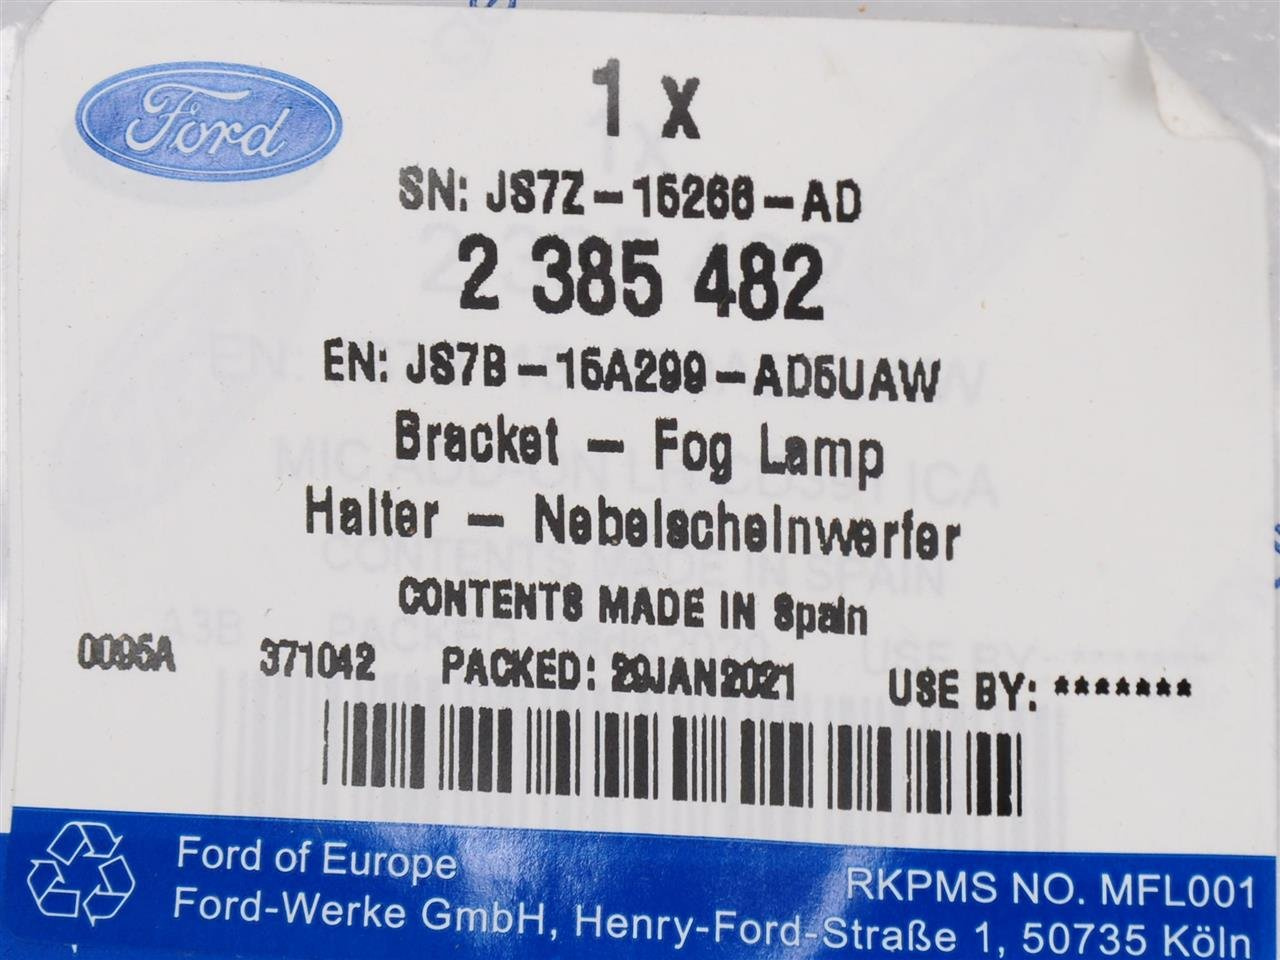 Ford
1 x
SN: JS7Z-15266-AD
2 385 482
EN: JS7B-15A299-AD5UAW
Bracket - Fog Lamp
Halter - Nebelscheinwerfer
CONTENTS MADE IN Spain
0095A 371042 PACKED: 29JAN2021 USE BY: *******
Ford of Europe
RKPMS NO. MFL001
Ford-Werke GmbH, Henry-Ford-Straße 1, 50735 Köln